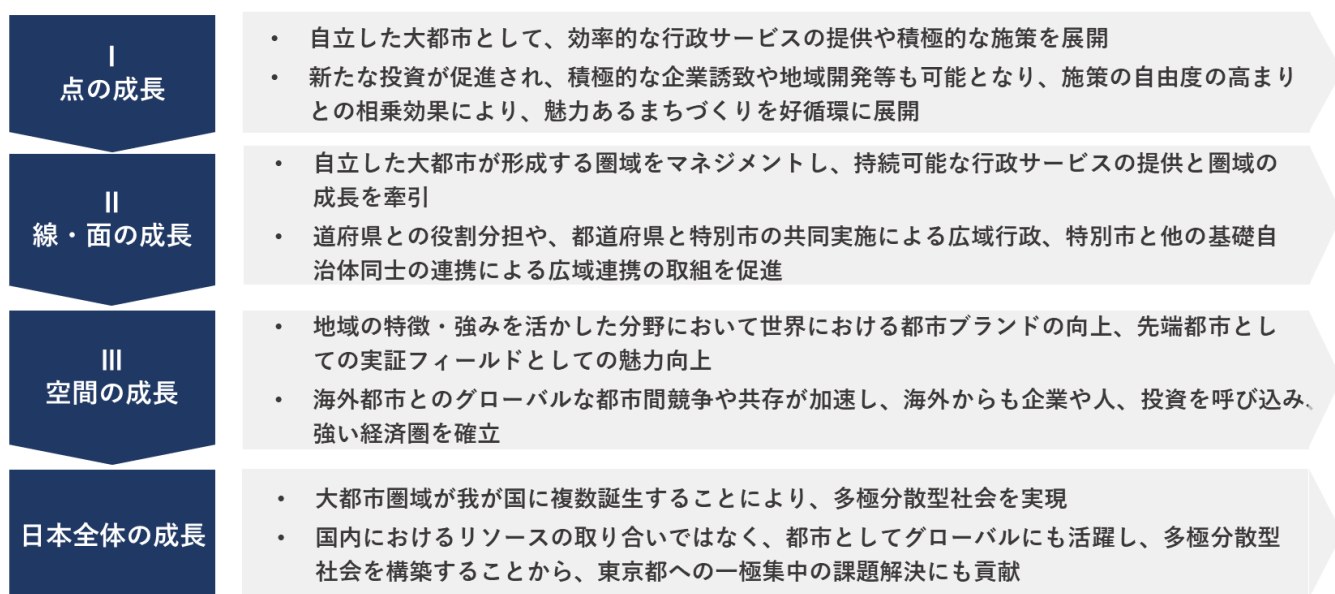 Ⅰ
点の成長
• 自立した大都市として、効率的な行政サービスの提供や積極的な施策を展開
• 新たな投資が促進され、積極的な企業誘致や地域開発等も可能となり、施策の自由度の高まり
との相乗効果により、魅力あるまちづくりを好循環に展開
Ⅱ
線・面の成長
• 自立した大都市が形成する圏域をマネジメントし、持続可能な行政サービスの提供と圏域の
成長を牽引
• 道府県との役割分担や、都道府県と特別市の共同実施による広域行政、特別市と他の基礎自
治体同士の連携による広域連携の取組を促進
Ⅲ
空間の成長
• 地域の特徴・強みを活かした分野において世界における都市ブランドの向上、先端都市とし
ての実証フィールドとしての魅力向上
• 海外都市とのグローバルな都市間競争や共存が加速し、海外からも企業や人、投資を呼び込み、
強い経済圏を確立
日本全体の成長
• 大都市圏域が我が国に複数誕生することにより、多極分散型社会を実現
• 国内におけるリソースの取り合いではなく、都市としてグローバルにも活躍し、多極分散型
社会を構築することから、東京都への一極集中の課題解決にも貢献